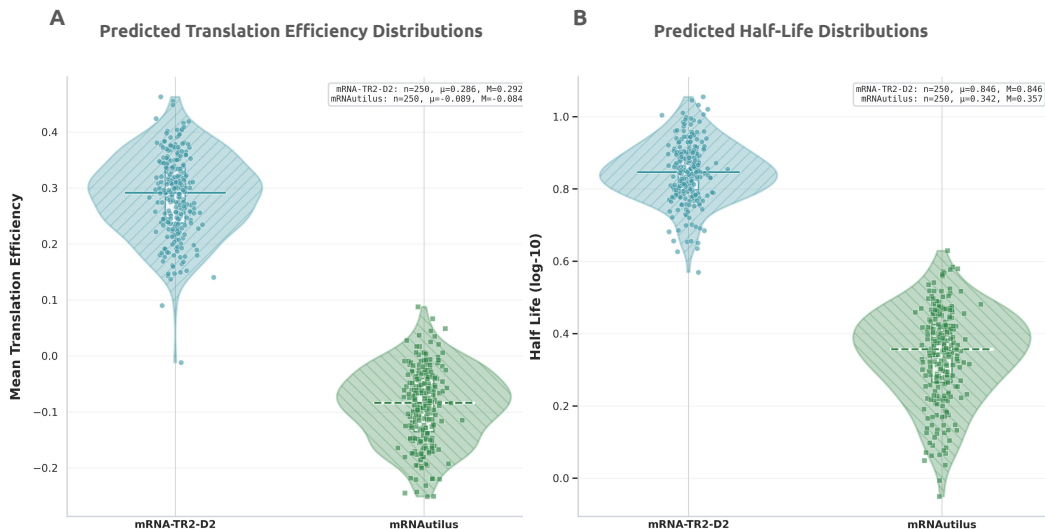 A
Predicted Translation Efficiency Distributions
mRNA-TR2-D2: n=250, μ=0.286, M=0.292
mRNAutilus: n=250, μ=-0.089, M=-0.084
Mean Translation Efficiency
0.4
0.3
0.2
0.1
0.0
−0.1
−0.2
mRNA-TR2-D2
mRNAutilus
B
Predicted Half-Life Distributions
mRNA-TR2-D2: n=250, μ=0.846, M=0.846
mRNAutilus: n=250, μ=0.342, M=0.357
Half Life (log-10)
1.0
0.8
0.6
0.4
0.2
0.0
mRNA-TR2-D2
mRNAutilus